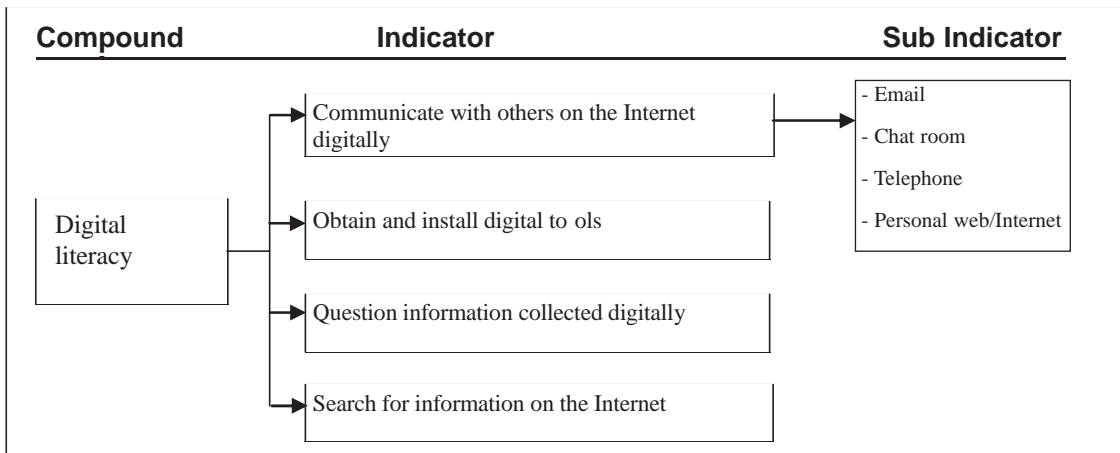 Compound Indicator Sub Indicator
Communicate with others on the Internet
digitally
- Email
- Chat room
- Telephone
- Personal web/Internet
Digital
literacy
Obtain and install digital to ols
Question information collected digitally
Search for information on the Internet